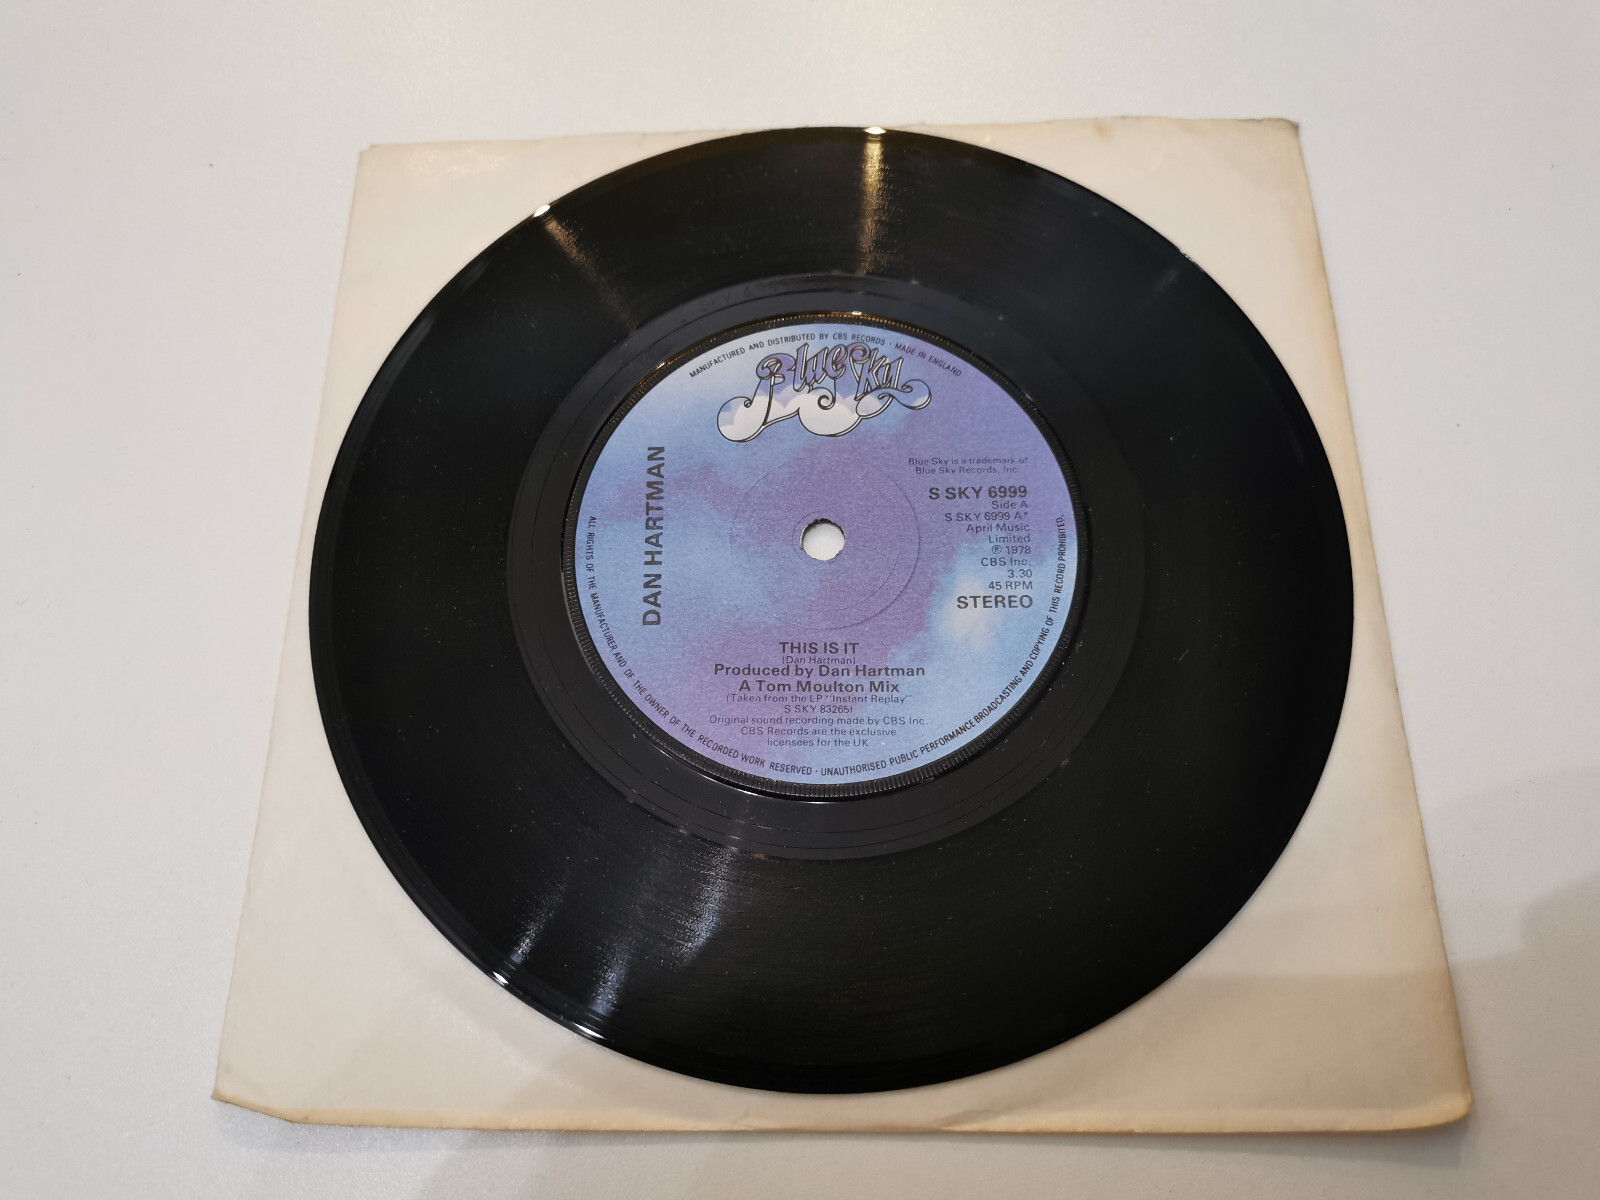 MANUFACTURED AND DISTRIBUTED BY CBS RECORDS · MADE IN ENGLAND
Blue Sky
DAN HARTMAN
Blue Sky is a trademark of
Blue Sky Records, Inc.
S SKY 6999
Side A
S SKY 6999 A*
April Music
Limited
℗ 1978
CBS Inc.
3.30
45 RPM
STEREO
THIS IS IT
(Dan Hartman)
Produced by Dan Hartman
A Tom Moulton Mix
(Taken from the LP "Instant Replay"
S SKY 83265)
Original sound recording made by CBS Inc.
CBS Records are the exclusive
licensees for the UK
ALL RIGHTS OF THE MANUFACTURER AND OF THE OWNER OF THE RECORDED WORK RESERVED · UNAUTHORISED PUBLIC PERFORMANCE BROADCASTING AND COPYING OF THIS RECORD PROHIBITED.